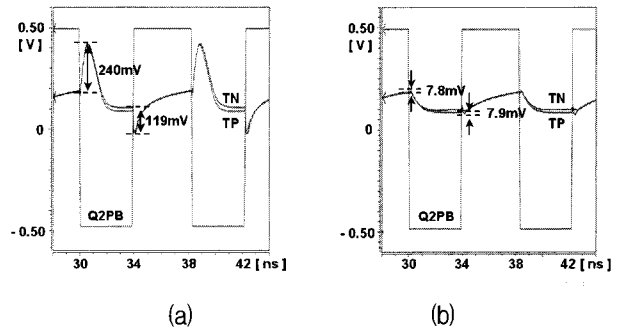 0.50
[ V ]
240mV
TN
TP
119mV
0
Q2PB
- 0.50
30
34
38
42 [ ns ]
(a)
0.50
[ V ]
7.8mV
TN
TP
7.9mV
0
Q2PB
- 0.50
30
34
38
42 [ ns ]
(b)